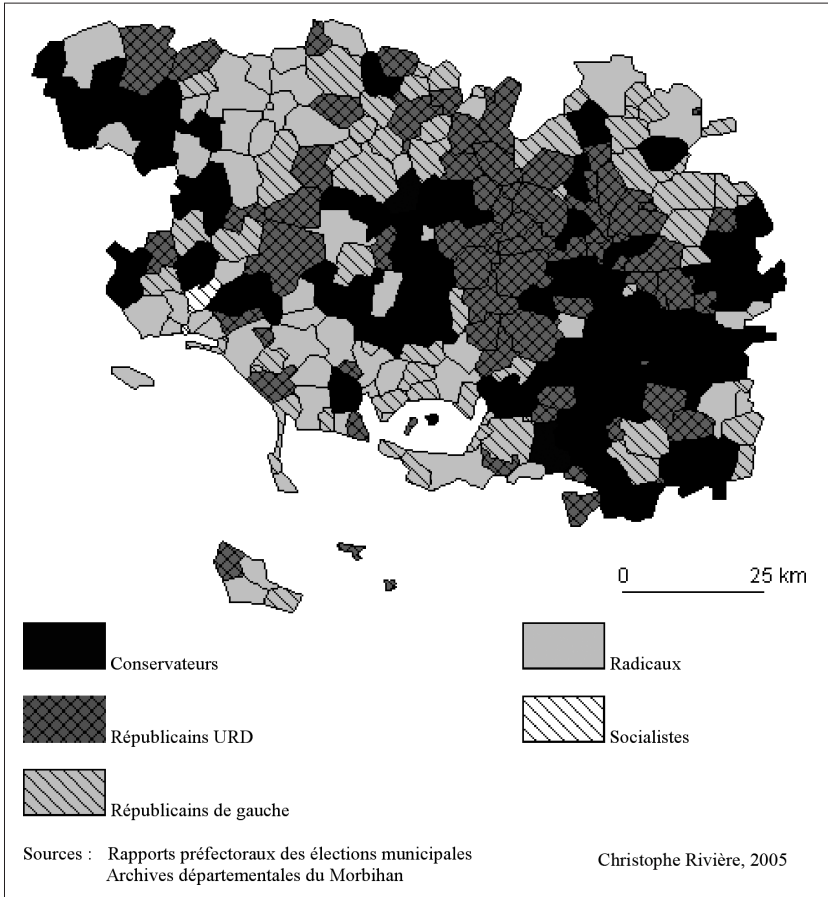 0 25 km
Conservateurs
Radicaux
Républicains URD
Socialistes
Républicains de gauche
Sources : Rapports préfectoraux des élections municipales
Archives départementales du Morbihan
Christophe Rivière, 2005